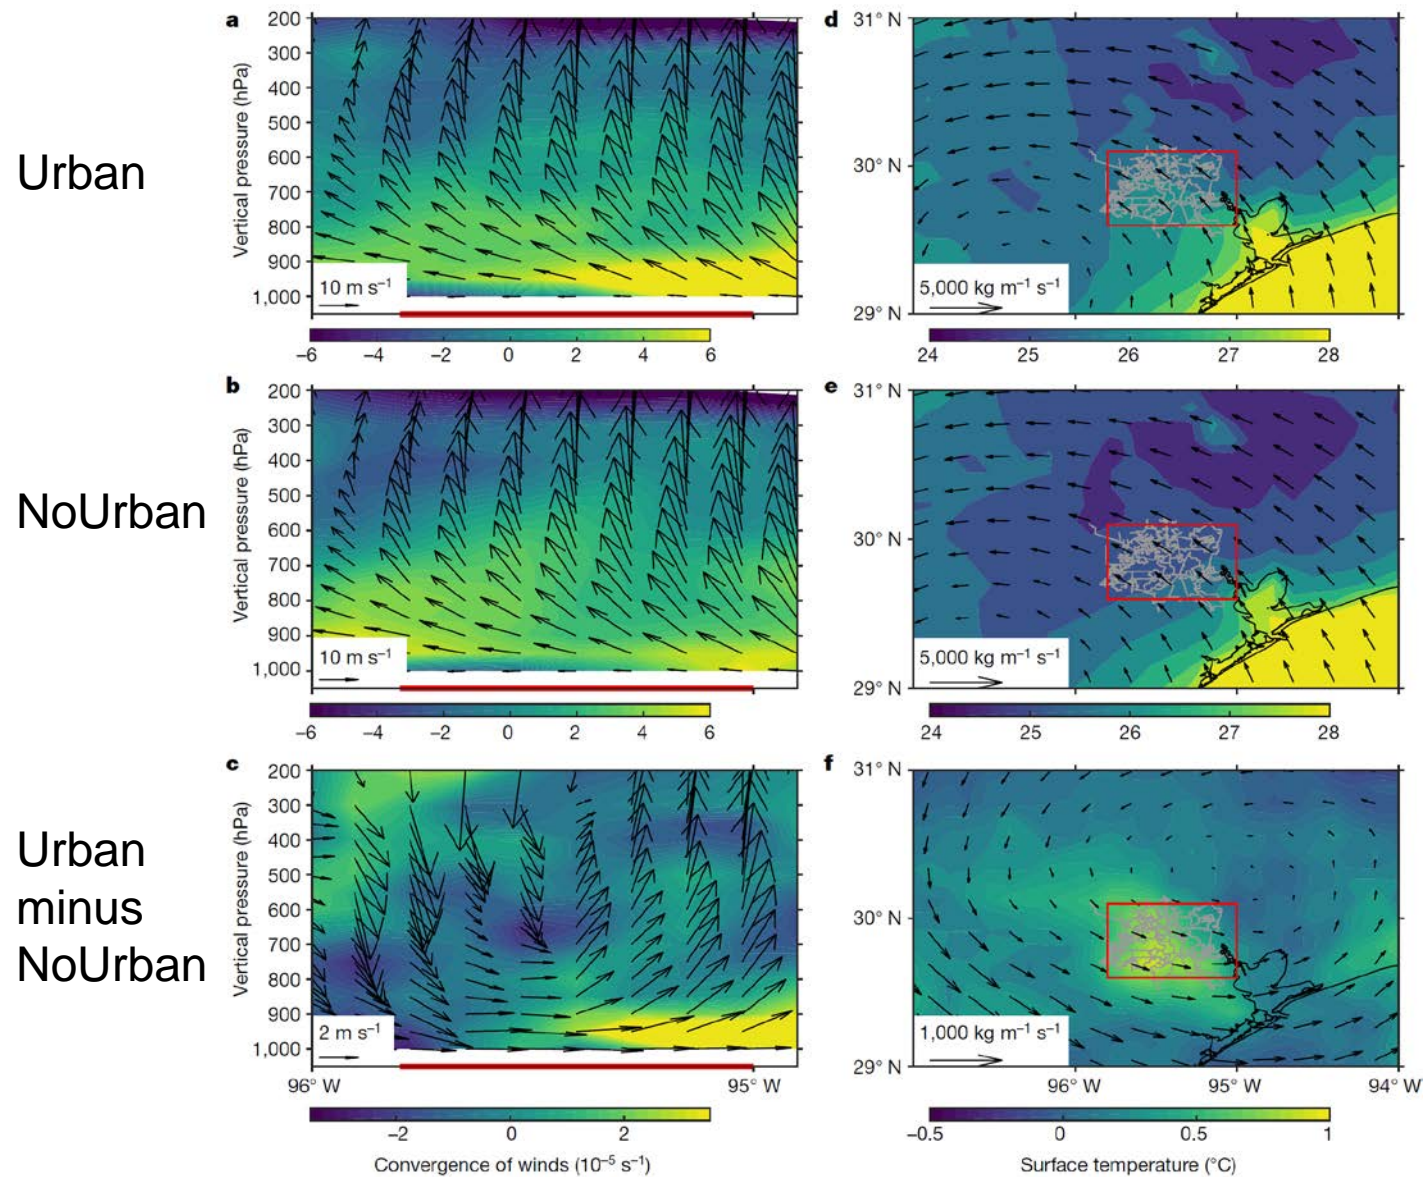 Urban
a
Vertical pressure (hPa)
200
300
400
500
600
700
800
900
1,000
10 m s⁻¹
−6 −4 −2 0 2 4 6
d
31° N
30° N
29° N
5,000 kg m⁻¹ s⁻¹
24 25 26 27 28
NoUrban
b
Vertical pressure (hPa)
200
300
400
500
600
700
800
900
1,000
10 m s⁻¹
−6 −4 −2 0 2 4 6
e
31° N
30° N
29° N
5,000 kg m⁻¹ s⁻¹
24 25 26 27 28
Urban
minus
NoUrban
c
Vertical pressure (hPa)
200
300
400
500
600
700
800
900
1,000
2 m s⁻¹
96° W 95° W
−2 0 2
Convergence of winds (10⁻⁵ s⁻¹)
f
31° N
30° N
29° N
1,000 kg m⁻¹ s⁻¹
96° W 95° W 94° W
−0.5 0 0.5 1
Surface temperature (°C)